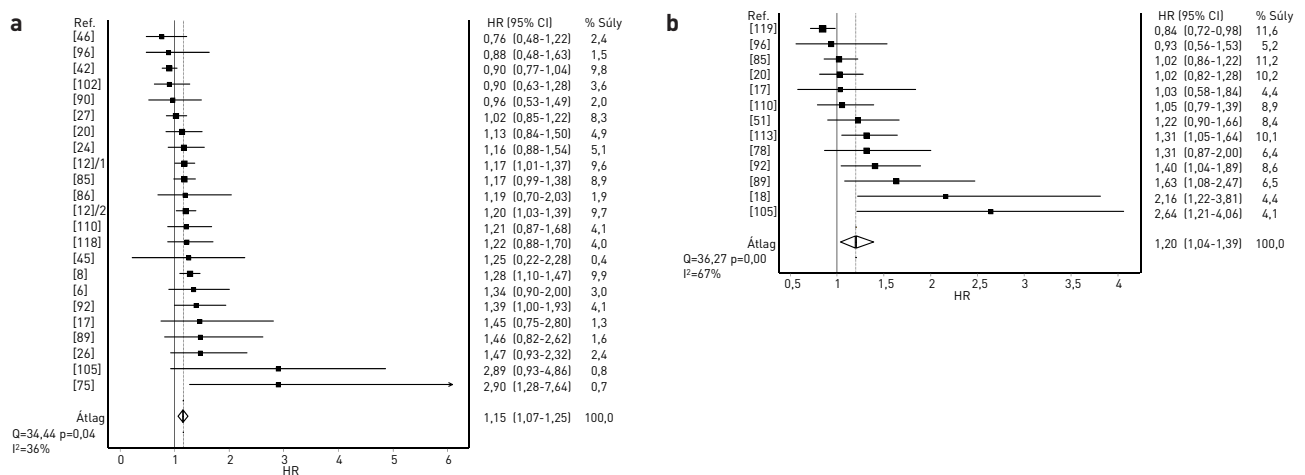 a
Ref. HR (95% CI) % Súly
[46] 0,76 (0,48-1,22) 2,4
[96] 0,88 (0,48-1,63) 1,5
[42] 0,90 (0,77-1,04) 9,8
[102] 0,90 (0,63-1,28) 3,6
[90] 0,96 (0,53-1,49) 2,0
[27] 1,02 (0,85-1,22) 8,3
[20] 1,13 (0,84-1,50) 4,9
[24] 1,16 (0,88-1,54) 5,1
[12]/1 1,17 (1,01-1,37) 9,6
[85] 1,17 (0,99-1,38) 8,9
[86] 1,19 (0,70-2,03) 1,9
[12]/2 1,20 (1,03-1,39) 9,7
[110] 1,21 (0,87-1,68) 4,1
[118] 1,22 (0,88-1,70) 4,0
[45] 1,25 (0,22-2,28) 0,4
[8] 1,28 (1,10-1,47) 9,9
[6] 1,34 (0,90-2,00) 3,0
[92] 1,39 (1,00-1,93) 4,1
[17] 1,45 (0,75-2,80) 1,3
[89] 1,46 (0,82-2,62) 1,6
[26] 1,47 (0,93-2,32) 2,4
[105] 2,89 (0,93-4,86) 0,8
[75] 2,90 (1,28-7,64) 0,7
Átlag 1,15 (1,07-1,25) 100,0
Q=34,44 p=0,04
I²=36%
0 1 2 3 4 5 6
HR
b
Ref. HR (95% CI) % Súly
[119] 0,84 (0,72-0,98) 11,6
[96] 0,93 (0,56-1,53) 5,2
[85] 1,02 (0,86-1,22) 11,2
[20] 1,02 (0,82-1,28) 10,2
[17] 1,03 (0,58-1,84) 4,4
[110] 1,05 (0,79-1,39) 8,9
[51] 1,22 (0,90-1,66) 8,4
[113] 1,31 (1,05-1,64) 10,1
[78] 1,31 (0,87-2,00) 6,4
[92] 1,40 (1,04-1,89) 8,6
[89] 1,63 (1,08-2,47) 6,5
[18] 2,16 (1,22-3,81) 4,4
[105] 2,64 (1,21-4,06) 4,1
Átlag 1,20 (1,04-1,39) 100,0
Q=36,27 p=0,00
I²=67%
0,5 1 1,5 2 2,5 3 3,5 4
HR